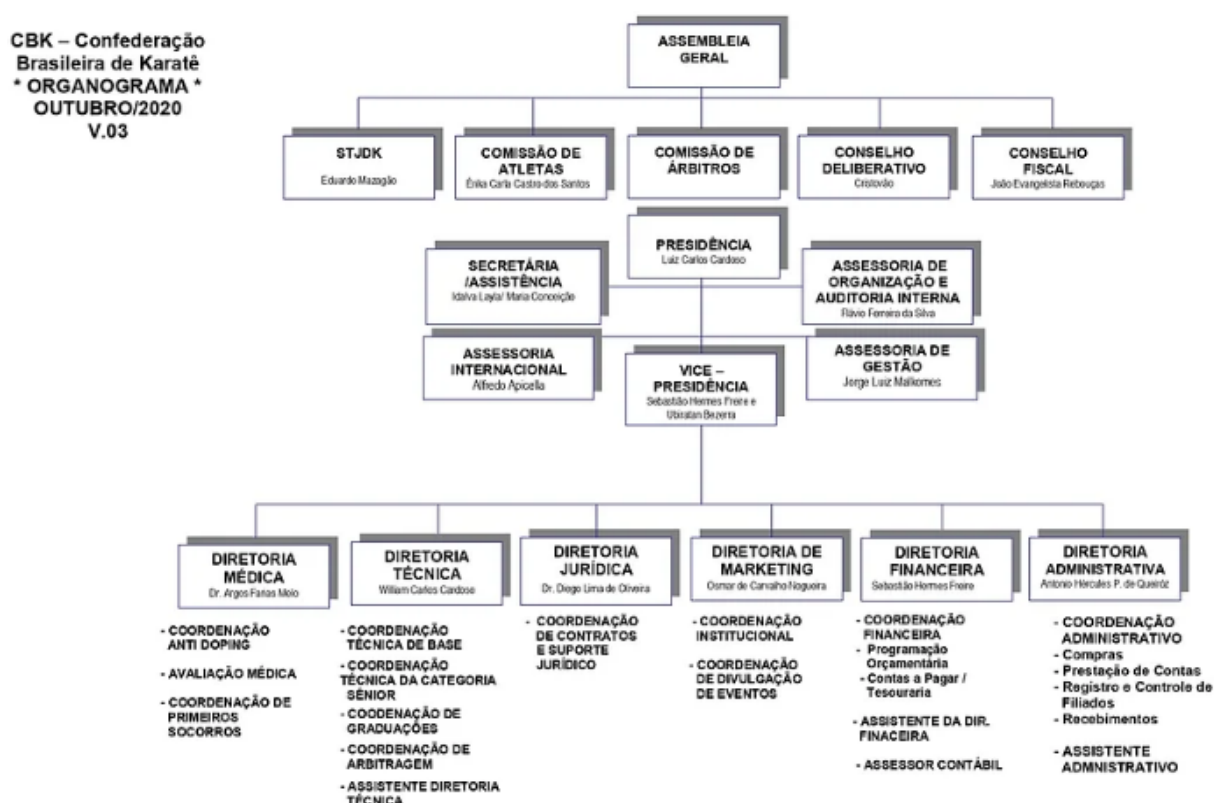 CBK – Confederação
Brasileira de Karatê
* ORGANOGRAMA *
OUTUBRO/2020
V.03
ASSEMBLEIA
GERAL
STJDK
Eduardo Mazagão
COMISSÃO DE
ATLETAS
Érika Carla Castro dos Santos
COMISSÃO DE
ÁRBITROS
CONSELHO
DELIBERATIVO
Cristovão
CONSELHO
FISCAL
João Evangelista Rebouças
PRESIDÊNCIA
Luiz Carlos Cardoso
SECRETÁRIA
/ASSISTÊNCIA
Idalva Layla/ Maria Conceição
ASSESSORIA DE
ORGANIZAÇÃO E
AUDITORIA INTERNA
Flávio Ferreira da Silva
ASSESSORIA
INTERNACIONAL
Alfredo Apicella
VICE –
PRESIDÊNCIA
Sebastião Hermes Freire e
Ubiratan Bezerra
ASSESSORIA DE
GESTÃO
Jorge Luiz Malkomes
DIRETORIA
MÉDICA
Dr. Argos Farias Melo
- COORDENAÇÃO
ANTI DOPING
- AVALIAÇÃO MÉDICA
- COORDENAÇÃO DE
PRIMEIROS
SOCORROS
DIRETORIA
TÉCNICA
William Carlos Cardoso
- COORDENAÇÃO
TÉCNICA DE BASE
- COORDENAÇÃO
TÉCNICA DA CATEGORIA
SÊNIOR
- COODENAÇÃO DE
GRADUAÇÕES
- COORDENAÇÃO DE
ARBITRAGEM
- ASSISTENTE DIRETORIA
TÉCNICA
DIRETORIA
JURÍDICA
Dr. Diego Lima de Oliveira
- COORDENAÇÃO
DE CONTRATOS
E SUPORTE
JURÍDICO
DIRETORIA DE
MARKETING
Osmar de Carvalho Nogueira
- COORDENAÇÃO
INSTITUCIONAL
- COORDENAÇÃO
DE DIVULGAÇÃO
DE EVENTOS
DIRETORIA
FINANCEIRA
Sebastião Hermes Freire
- COORDENAÇÃO
FINANCEIRA
- Programação
Orçamentária
- Contas a Pagar /
Tesouraria
- ASSISTENTE DA DIR.
FINACEIRA
- ASSESSOR CONTÁBIL
DIRETORIA
ADMINISTRATIVA
Antonio Hércules P. de Queiróz
- COORDENAÇÃO
ADMINISTRATIVO
- Compras
- Prestação de Contas
- Registro e Controle de
Filiados
- Recebimentos
- ASSISTENTE
ADMNISTRATIVO